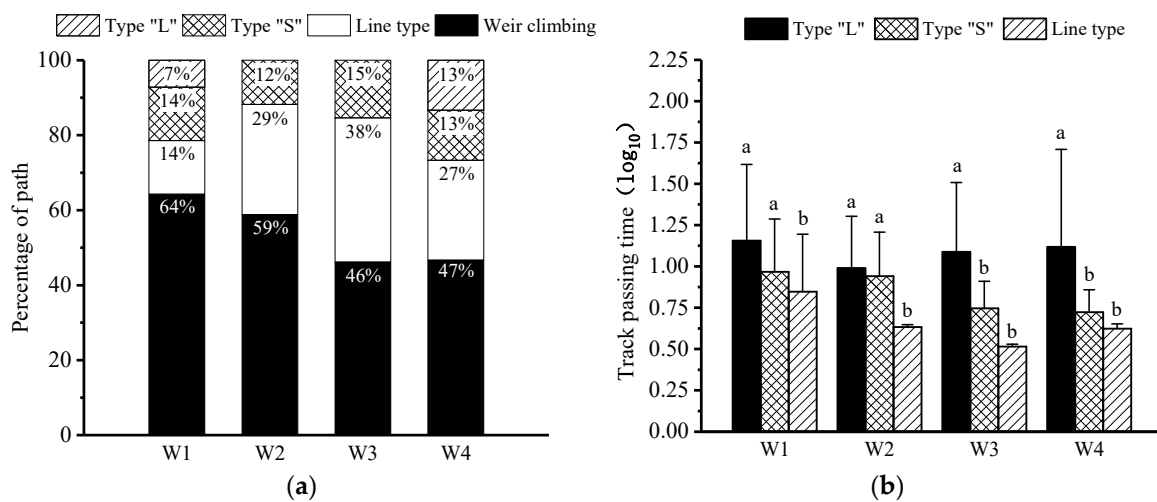 Type "L" Type "S" Line type Weir climbing
Percentage of path
100
80
60
40
20
0
7%
14%
14%
64%
12%
29%
59%
15%
38%
46%
13%
13%
27%
47%
W1 W2 W3 W4
(a)
Type "L" Type "S" Line type
Track passing time (log10)
2.25
2.00
1.75
1.50
1.25
1.00
0.75
0.50
0.25
0.00
a a b
a a b
a b b
a b b
W1 W2 W3 W4
(b)